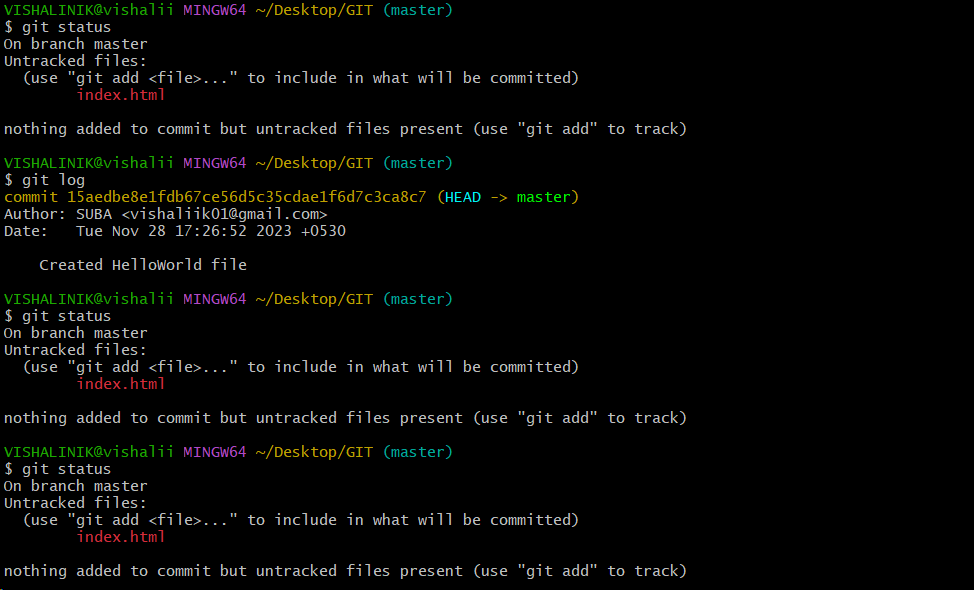 VISHALINIK@vishalii MINGW64 ~/Desktop/GIT (master)
$ git status
On branch master
Untracked files:
  (use "git add <file>..." to include in what will be committed)
        index.html

nothing added to commit but untracked files present (use "git add" to track)

VISHALINIK@vishalii MINGW64 ~/Desktop/GIT (master)
$ git log
commit 15aedbe8e1fdb67ce56d5c35cdae1f6d7c3ca8c7 (HEAD -> master)
Author: SUBA <vishaliik01@gmail.com>
Date:   Tue Nov 28 17:26:52 2023 +0530

    Created HelloWorld file

VISHALINIK@vishalii MINGW64 ~/Desktop/GIT (master)
$ git status
On branch master
Untracked files:
  (use "git add <file>..." to include in what will be committed)
        index.html

nothing added to commit but untracked files present (use "git add" to track)

VISHALINIK@vishalii MINGW64 ~/Desktop/GIT (master)
$ git status
On branch master
Untracked files:
  (use "git add <file>..." to include in what will be committed)
        index.html

nothing added to commit but untracked files present (use "git add" to track)